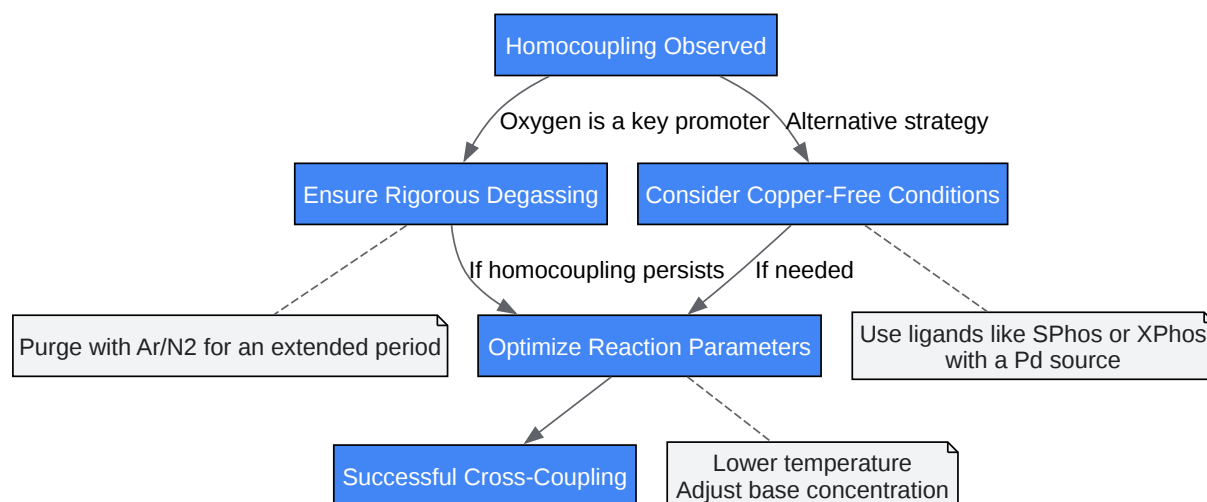 Homocoupling Observed
Oxygen is a key promoter
Alternative strategy
Ensure Rigorous Degassing
Consider Copper-Free Conditions
If homocoupling persists
If needed
Purge with Ar/N2 for an extended period
Optimize Reaction Parameters
Use ligands like SPhos or XPhos
with a Pd source
Successful Cross-Coupling
Lower temperature
Adjust base concentration